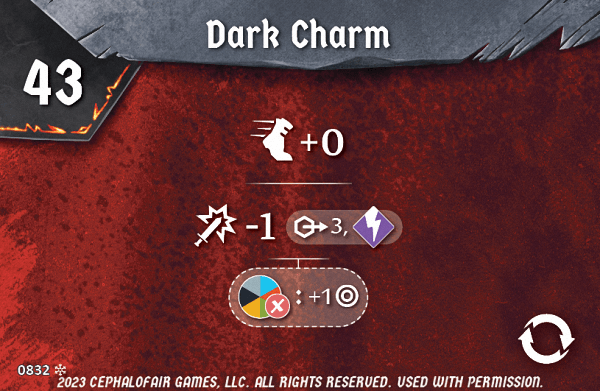 Dark Charm
43
+0
-1 3,
: +1
0832
2023 CEPHALOFAIR GAMES, LLC. ALL RIGHTS RESERVED. USED WITH PERMISSION.